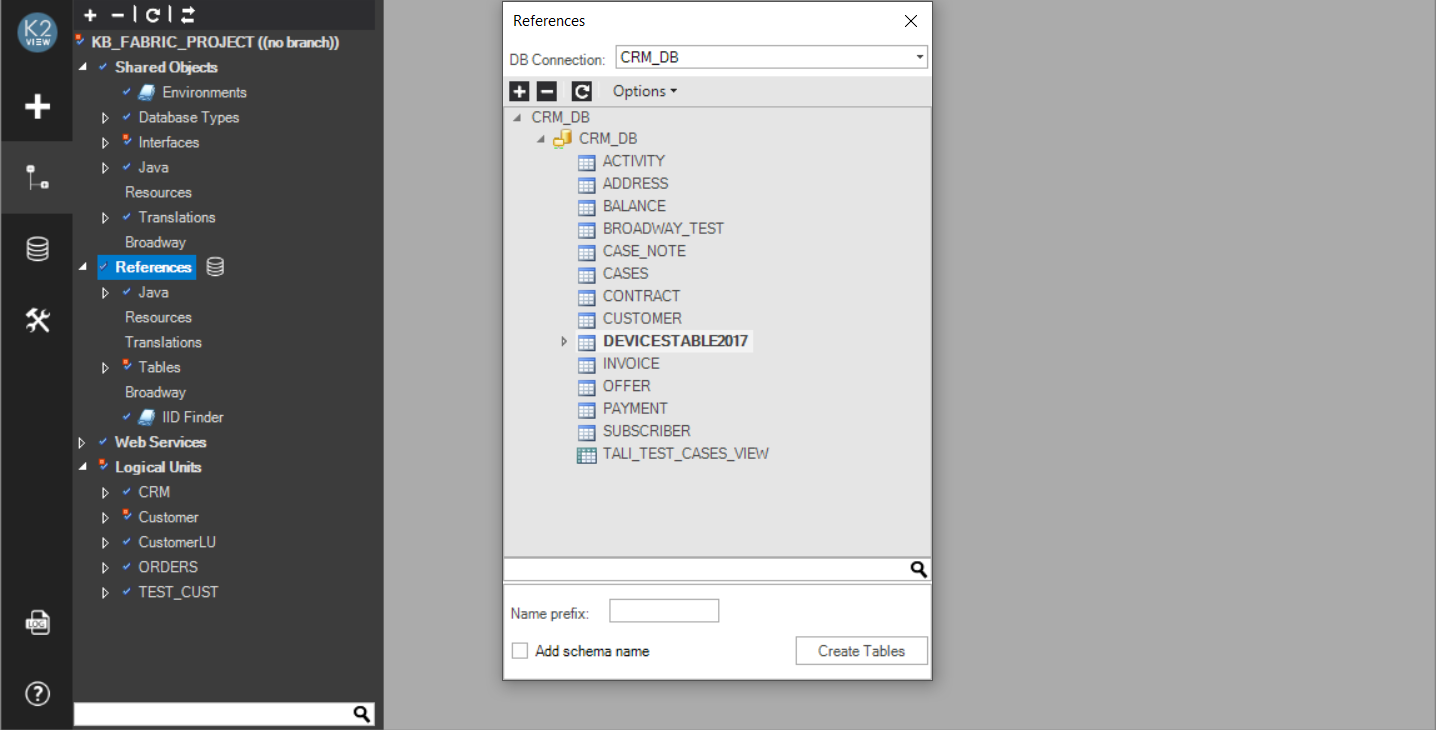 K2
VIEW
KB_FABRIC_PROJECT ((no branch))
Shared Objects
Environments
Database Types
Interfaces
Java
Resources
Translations
Broadway
References
Java
Resources
Translations
Tables
Broadway
IID Finder
Web Services
Logical Units
CRM
Customer
CustomerLU
ORDERS
TEST_CUST
LOG
?
References
DB Connection: CRM_DB
Options
CRM_DB
CRM_DB
ACTIVITY
ADDRESS
BALANCE
BROADWAY_TEST
CASE_NOTE
CASES
CONTRACT
CUSTOMER
DEVICESTABLE2017
INVOICE
OFFER
PAYMENT
SUBSCRIBER
TALI_TEST_CASES_VIEW
Name prefix:
Add schema name
Create Tables